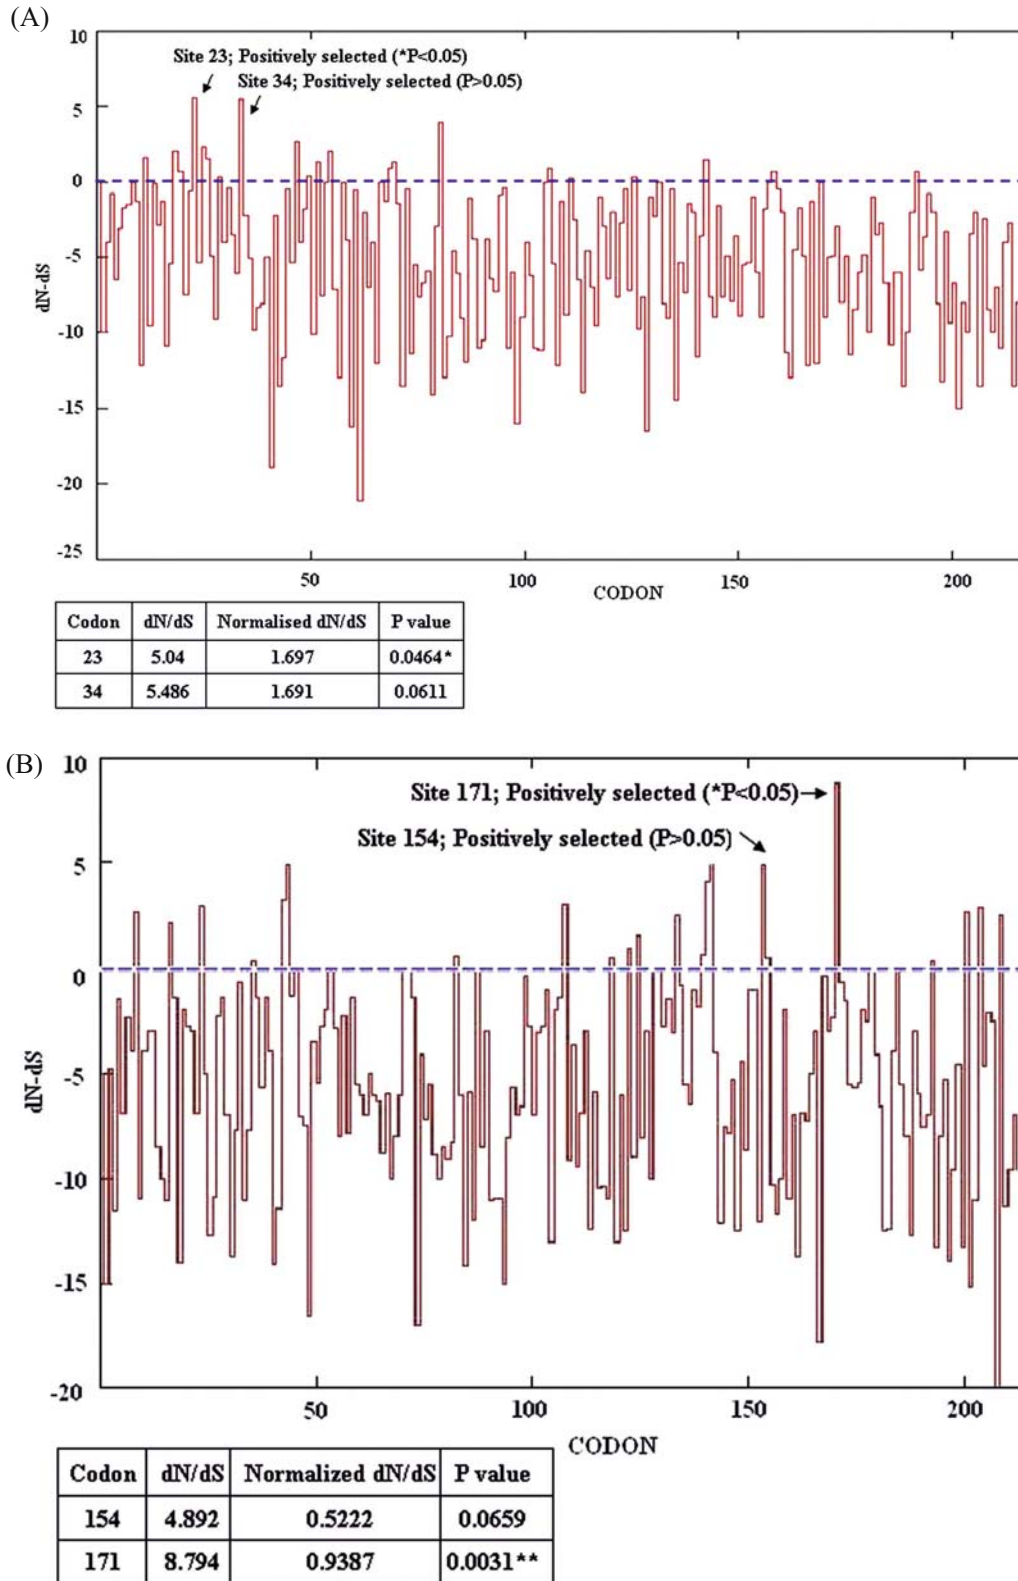 (A)
10
Site 23; Positively selected (*P<0.05)
Site 34; Positively selected (P>0.05)
5
0
-5
dN-dS
-10
-15
-20
-25
50
100
150
200
CODON
Codon dN/dS Normalised dN/dS P value
23 5.04 1.697 0.0464*
34 5.486 1.691 0.0611
(B)
10
Site 171; Positively selected (*P<0.05)
Site 154; Positively selected (P>0.05)
5
0
-5
dN-dS
-10
-15
-20
50
100
150
200
CODON
Codon dN/dS Normalized dN/dS P value
154 4.892 0.5222 0.0659
171 8.794 0.9387 0.0031**